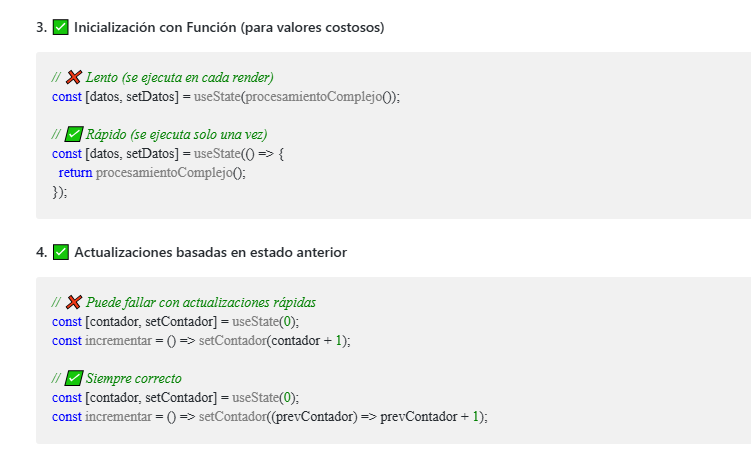 3. ✅ Inicialización con Función (para valores costosos)
// ❌ Lento (se ejecuta en cada render)
const [datos, setDatos] = useState(procesamientoComplejo());
// ✅ Rápido (se ejecuta solo una vez)
const [datos, setDatos] = useState(() => {
  return procesamientoComplejo();
});
4. ✅ Actualizaciones basadas en estado anterior
// ❌ Puede fallar con actualizaciones rápidas
const [contador, setContador] = useState(0);
const incrementar = () => setContador(contador + 1);
// ✅ Siempre correcto
const [contador, setContador] = useState(0);
const incrementar = () => setContador((prevContador) => prevContador + 1);